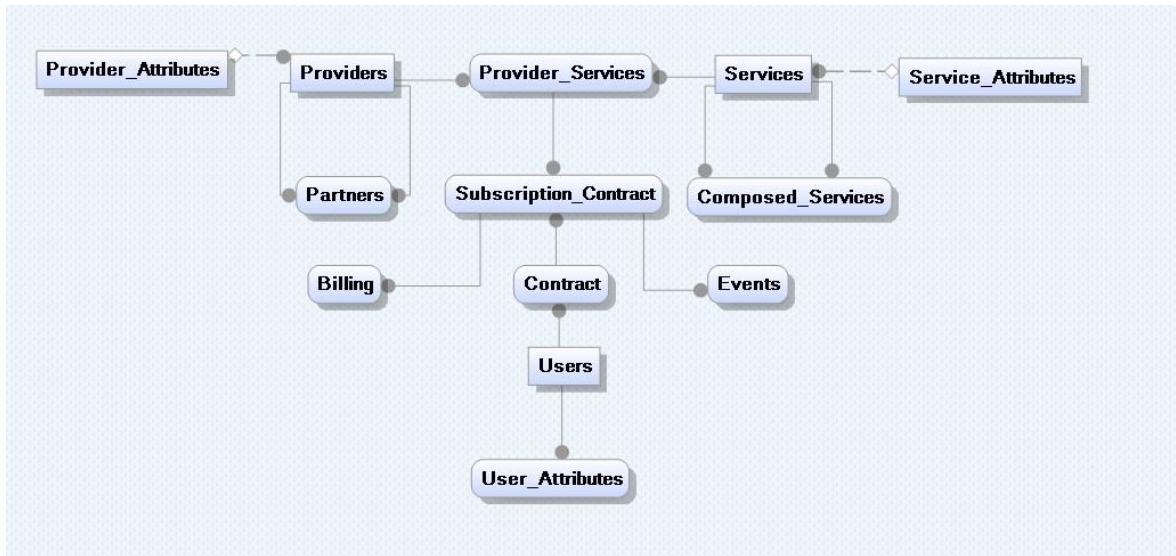 Provider_Attributes
Providers
Provider_Services
Services
Service_Attributes
Partners
Subscription_Contract
Composed_Services
Billing
Contract
Events
Users
User_Attributes